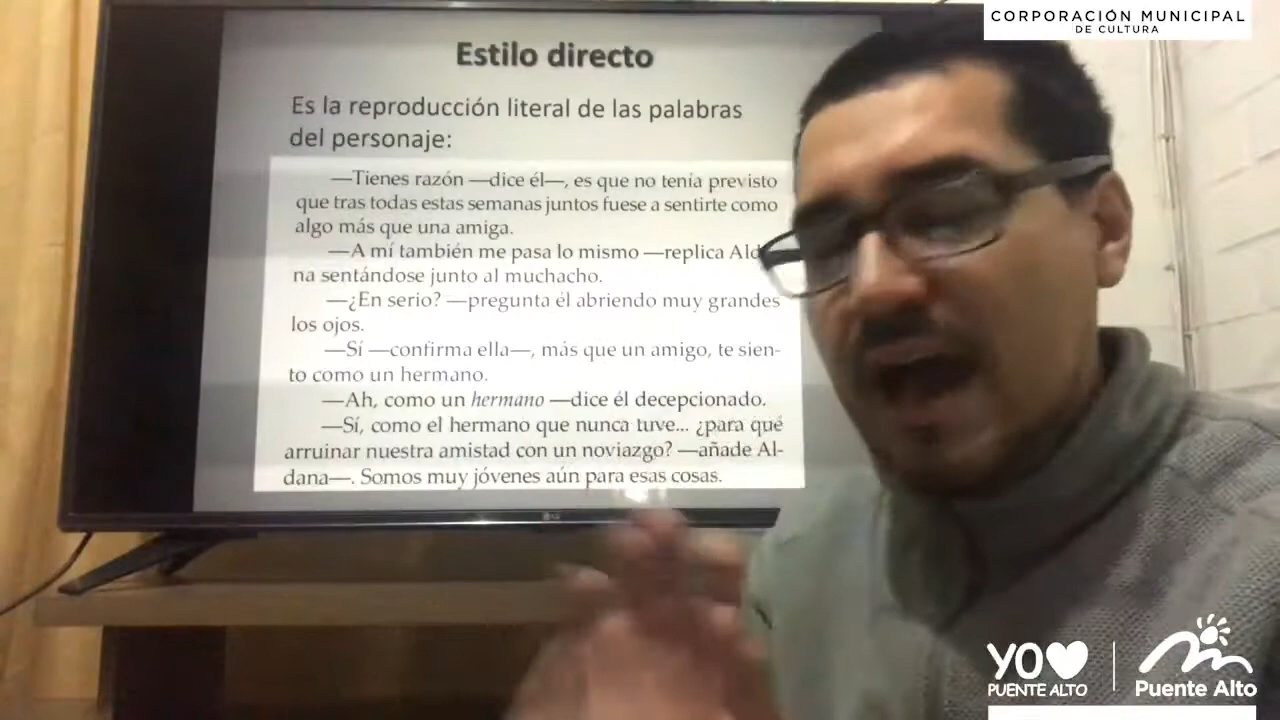 CORPORACIÓN MUNICIPAL
DE CULTURA
Estilo directo
Es la reproducción literal de las palabras
del personaje:
—Tienes razón —dice él—, es que no tenía previsto
que tras todas estas semanas juntos fuese a sentirte como
algo más que una amiga.
—A mí también me pasa lo mismo —replica Ald
na sentándose junto al muchacho.
—¿En serio? —pregunta él abriendo muy grandes
los ojos.
—Sí —confirma ella—, más que un amigo, te sien-
to como un hermano.
—Ah, como un hermano —dice él decepcionado.
—Sí, como el hermano que nunca tuve... ¿para qué
arruinar nuestra amistad con un noviazgo? —añade Al-
dana—. Somos muy jóvenes aún para esas cosas.
LG
YO
PUENTE ALTO
Puente Alto